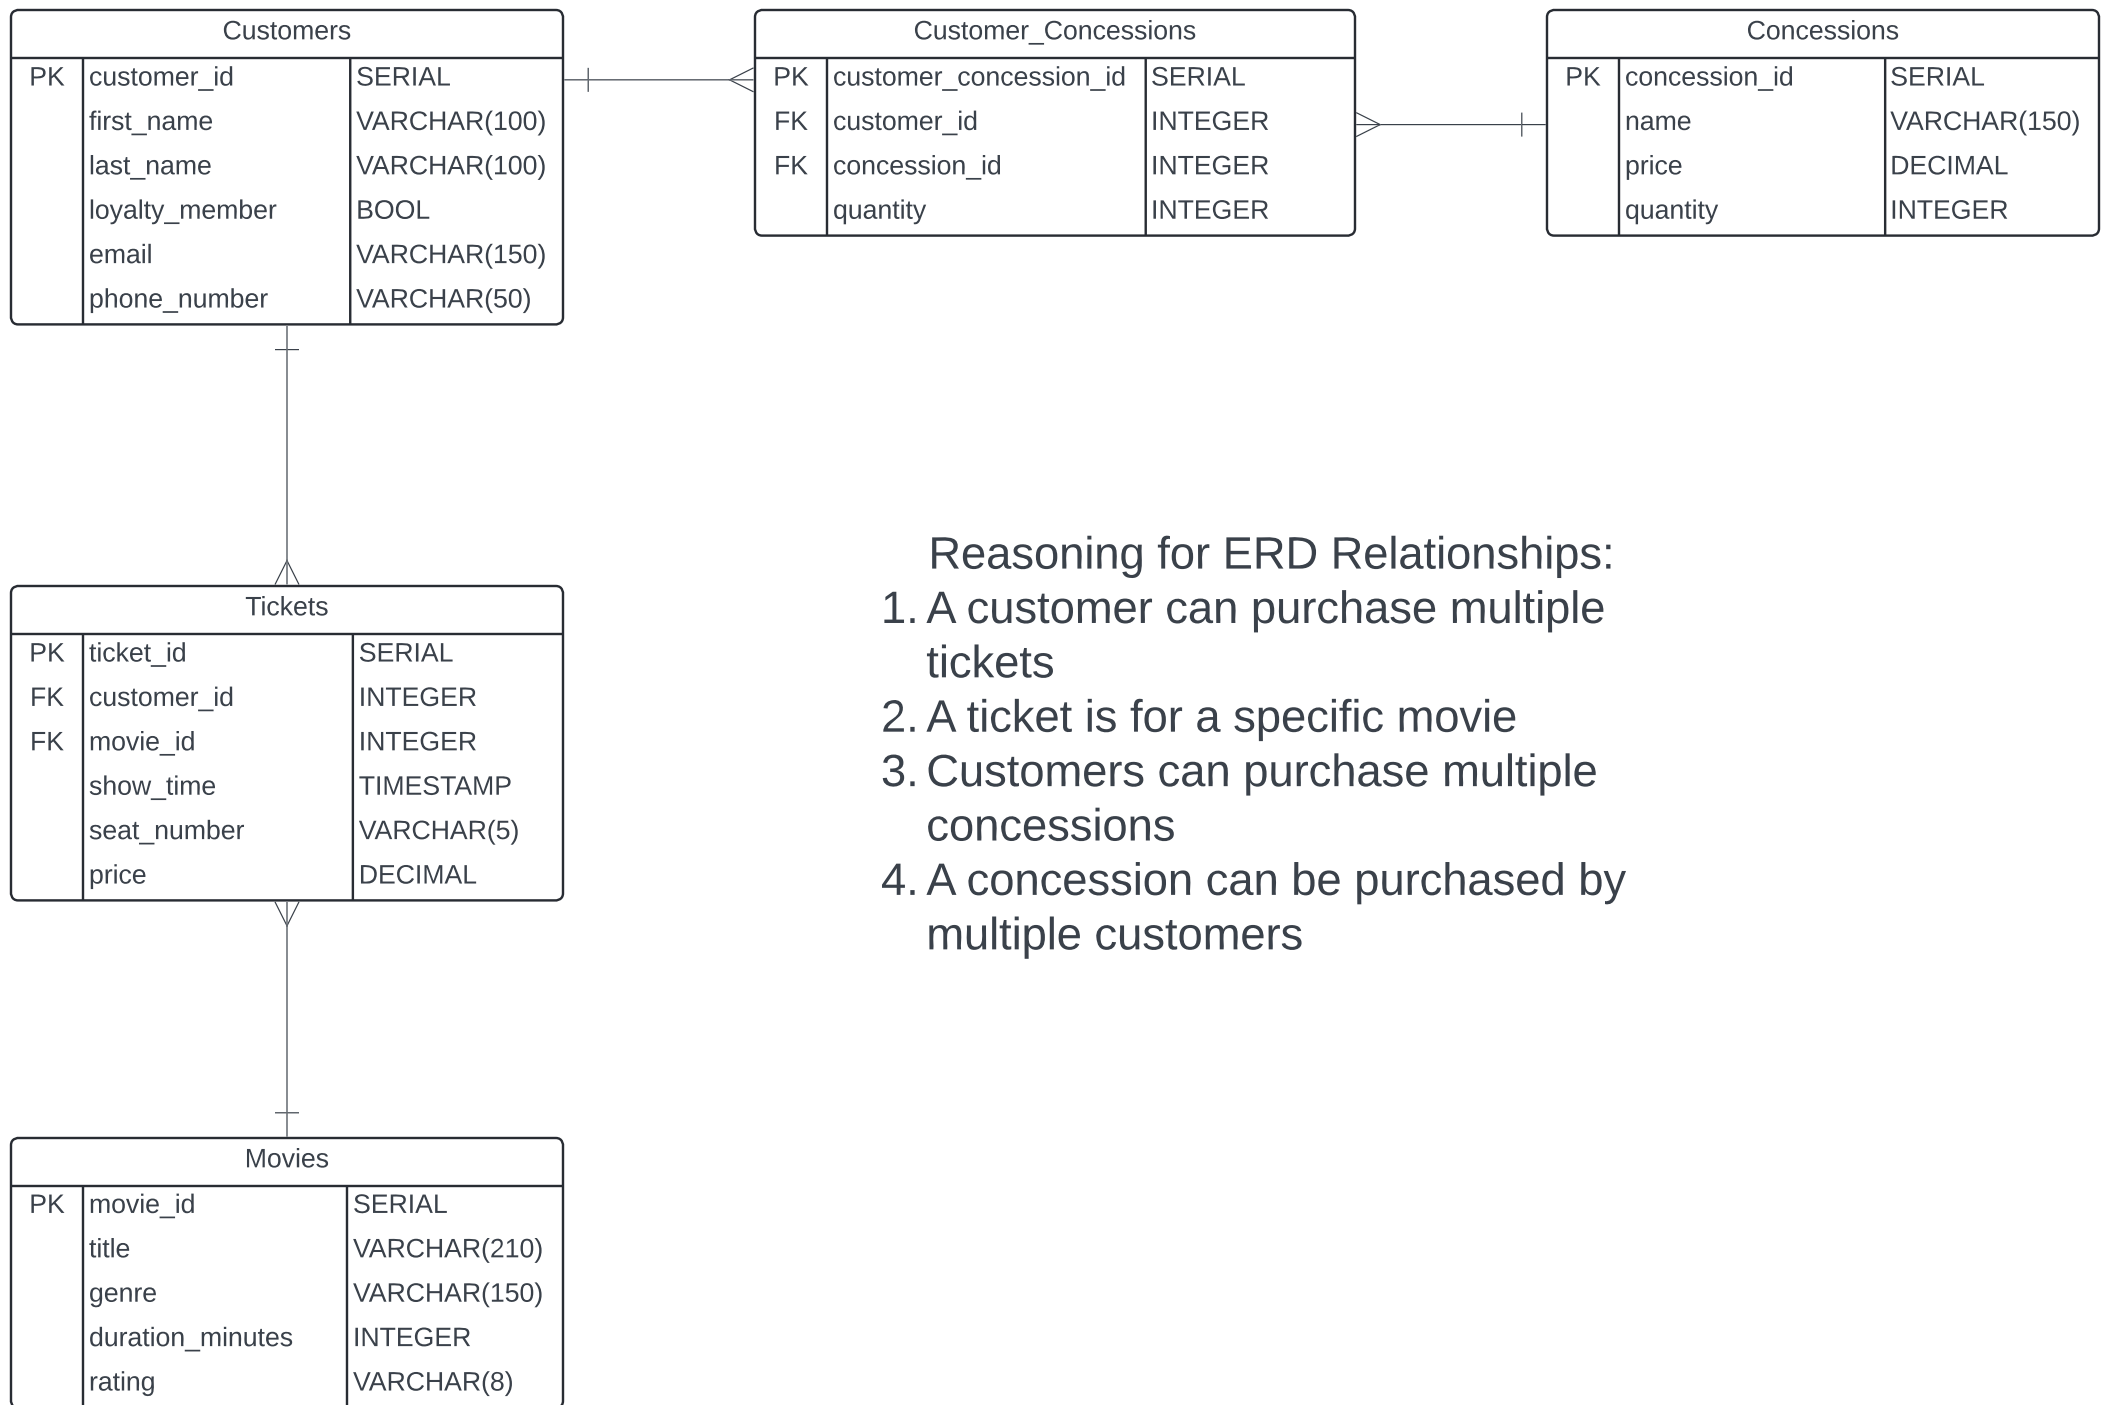 Customers
PK customer_id SERIAL
first_name VARCHAR(100)
last_name VARCHAR(100)
loyalty_member BOOL
email VARCHAR(150)
phone_number VARCHAR(50)
Customer_Concessions
PK customer_concession_id SERIAL
FK customer_id INTEGER
FK concession_id INTEGER
quantity INTEGER
Concessions
PK concession_id SERIAL
name VARCHAR(150)
price DECIMAL
quantity INTEGER
Tickets
PK ticket_id SERIAL
FK customer_id INTEGER
FK movie_id INTEGER
show_time TIMESTAMP
seat_number VARCHAR(5)
price DECIMAL
Reasoning for ERD Relationships:
1. A customer can purchase multiple
tickets
2. A ticket is for a specific movie
3. Customers can purchase multiple
concessions
4. A concession can be purchased by
multiple customers
Movies
PK movie_id SERIAL
title VARCHAR(210)
genre VARCHAR(150)
duration_minutes INTEGER
rating VARCHAR(8)